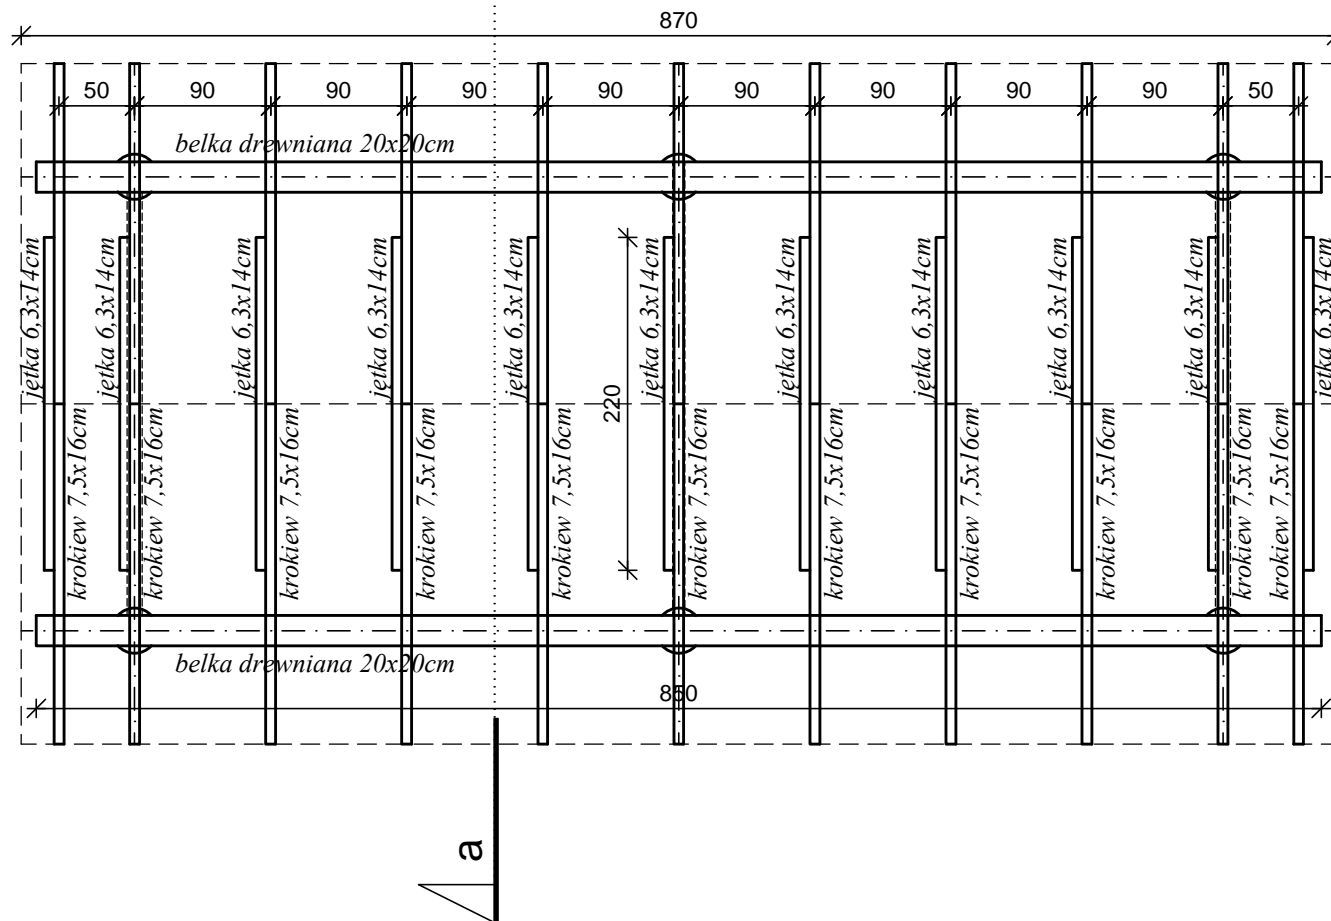 870
50
90
90
90
90
90
90
90
90
50
belka drewniana 20x20cm
jętka 6,3x14cm
jętka 6,3x14cm
jętka 6,3x14cm
jętka 6,3x14cm
jętka 6,3x14cm
jętka 6,3x14cm
jętka 6,3x14cm
jętka 6,3x14cm
jętka 6,3x14cm
jętka 6,3x14cm
jętka 6,3x14cm
220
krokiew 7,5x16cm
krokiew 7,5x16cm
krokiew 7,5x16cm
krokiew 7,5x16cm
krokiew 7,5x16cm
krokiew 7,5x16cm
krokiew 7,5x16cm
krokiew 7,5x16cm
krokiew 7,5x16cm
krokiew 7,5x16cm
krokiew 7,5x16cm
belka drewniana 20x20cm
850
a